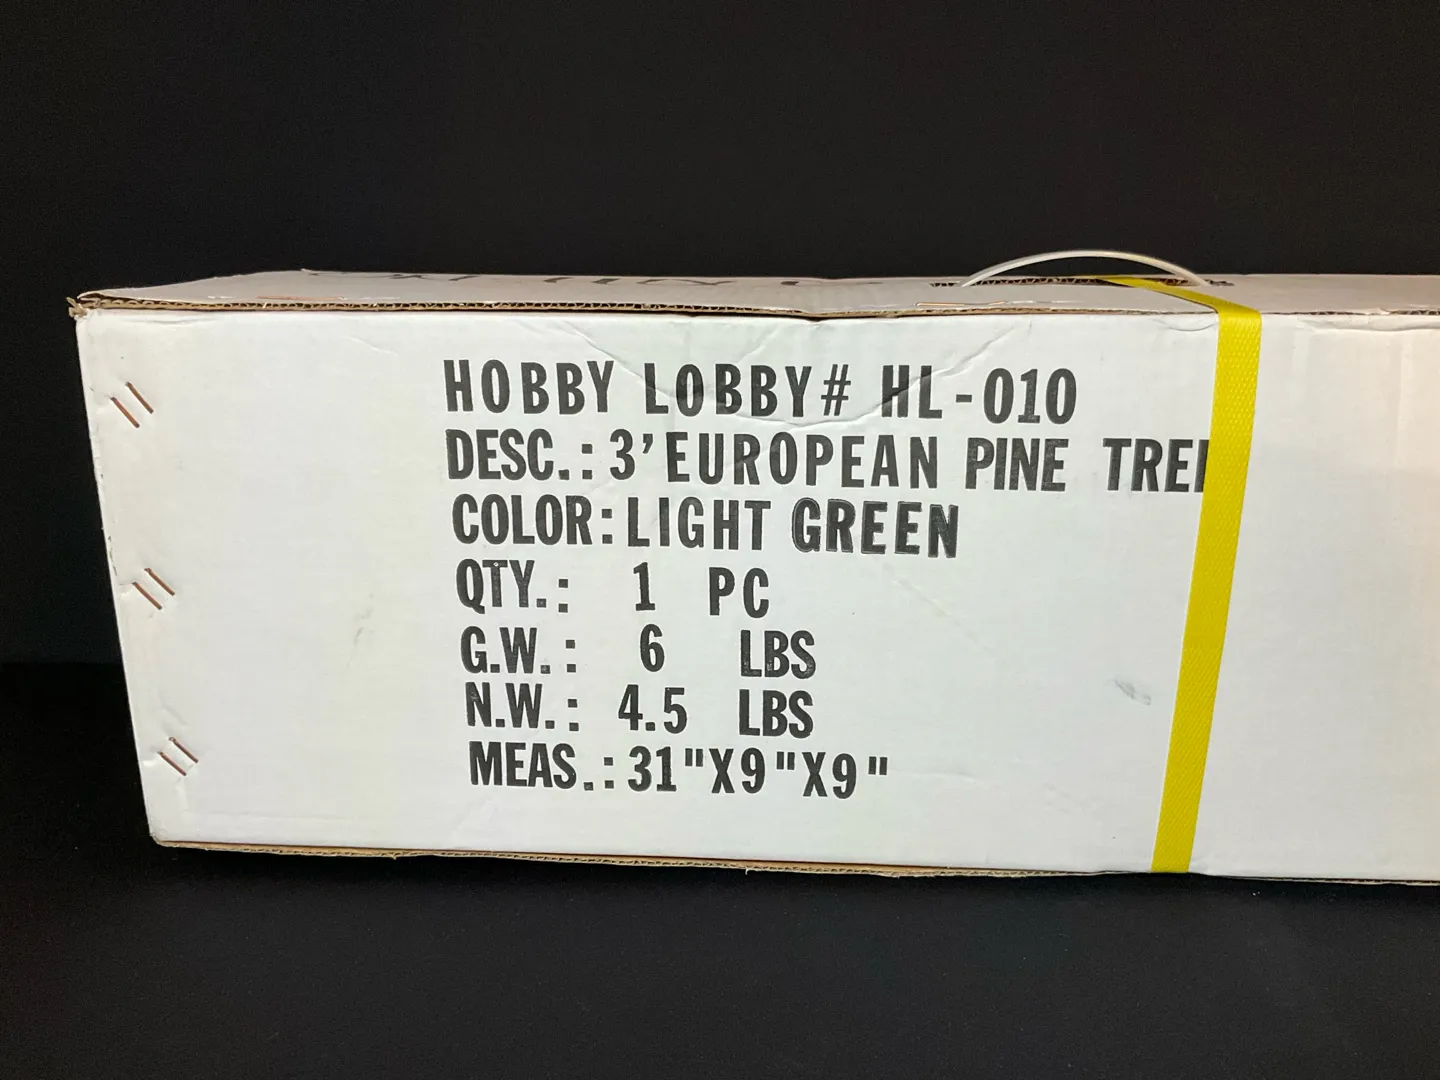 HOBBY LOBBY# HL-010
DESC.: 3' EUROPEAN PINE TREE
COLOR: LIGHT GREEN
QTY.: 1 PC
G.W.: 6 LBS
N.W.: 4.5 LBS
MEAS.: 31"X9"X9"